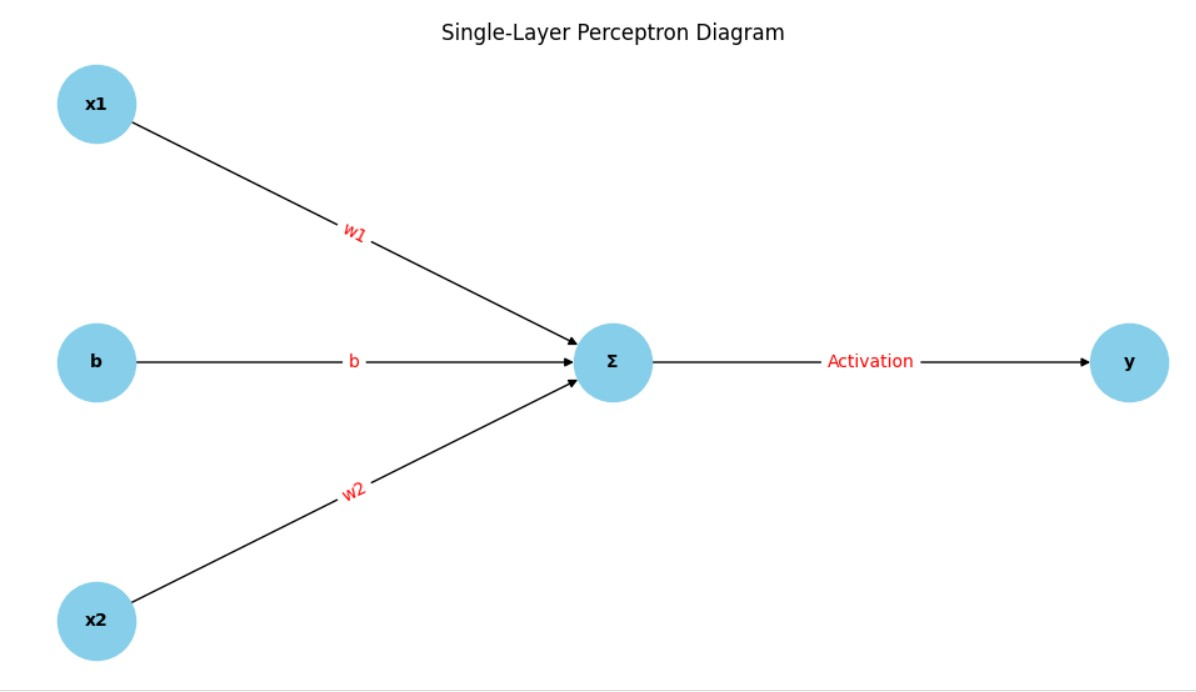 Single-Layer Perceptron Diagram
x1
w1
b
b
Σ
Activation
y
w2
x2